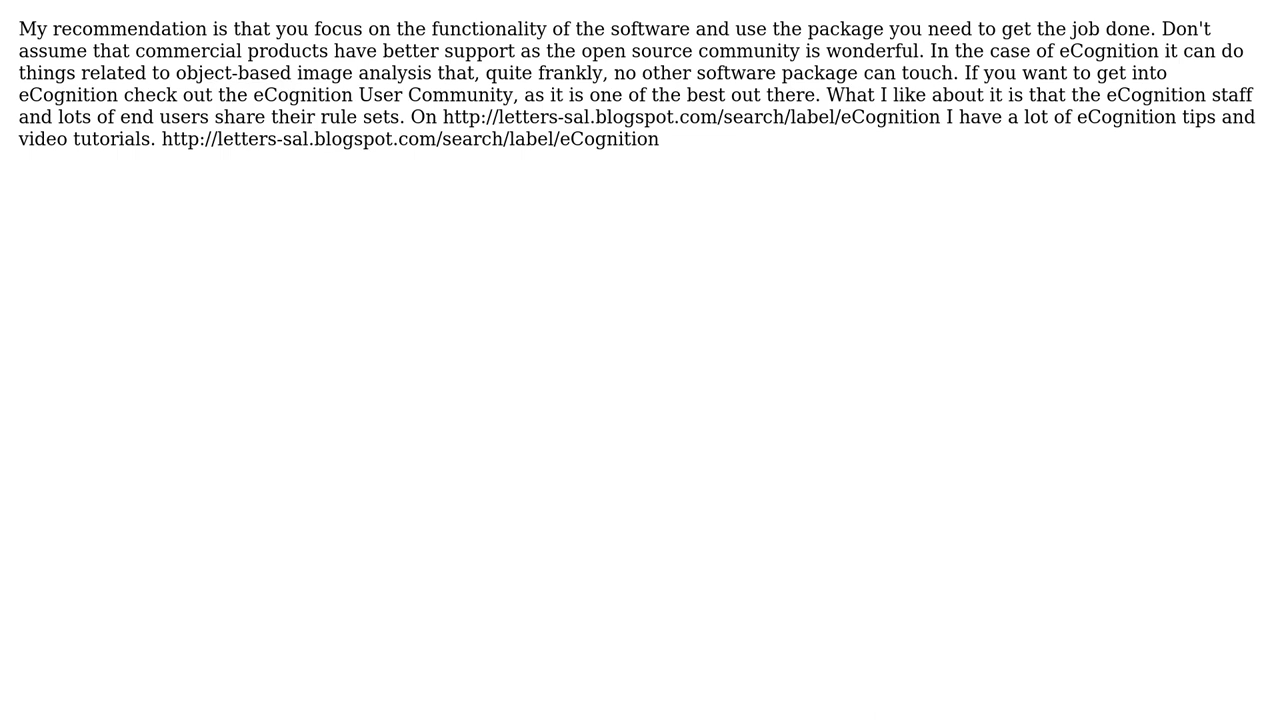 My recommendation is that you focus on the functionality of the software and use the package you need to get the job done. Don't
assume that commercial products have better support as the open source community is wonderful. In the case of eCognition it can do
things related to object-based image analysis that, quite frankly, no other software package can touch. If you want to get into
eCognition check out the eCognition User Community, as it is one of the best out there. What I like about it is that the eCognition staff
and lots of end users share their rule sets. On http://letters-sal.blogspot.com/search/label/eCognition I have a lot of eCognition tips and
video tutorials. http://letters-sal.blogspot.com/search/label/eCognition